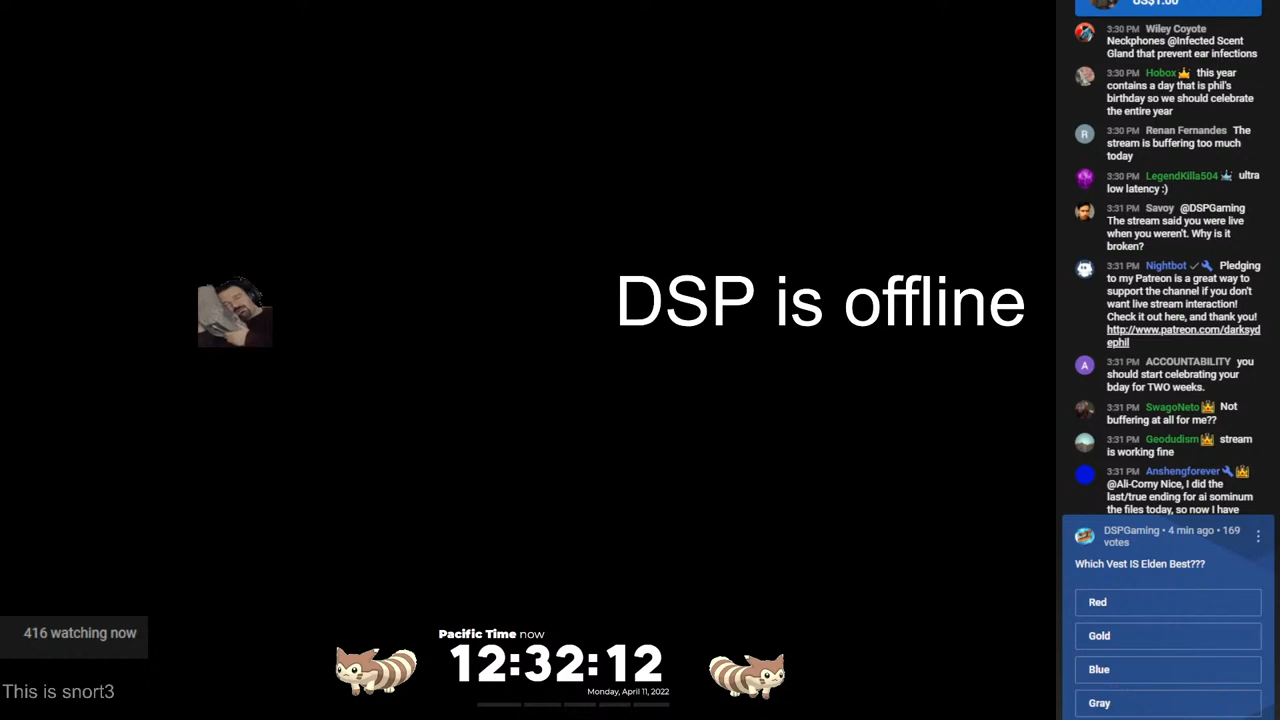 DSP is offline
416 watching now
This is snort3
Pacific Time now
12:32:12
Monday, April 11, 2022
US$1.00
3:30 PM Wiley Coyote
Neckphones @Infected Scent
Gland that prevent ear infections
3:30 PM Hobox this year
contains a day that is phil's
birthday so we should celebrate
the entire year
3:30 PM Renan Fernandes The
stream is buffering too much
today
3:30 PM LegendKilla504 ultra
low latency :)
3:31 PM Savoy @DSPGaming
The stream said you were live
when you weren't. Why is it
broken?
3:31 PM Nightbot Pledging
to my Patreon is a great way to
support the channel if you don't
want live stream interaction!
Check it out here, and thank you!
http://www.patreon.com/darksyd
ephil
3:31 PM ACCOUNTABILITY you
should start celebrating your
bday for TWO weeks.
3:31 PM SwagoNeto Not
buffering at all for me??
3:31 PM Geodudism stream
is working fine
3:31 PM Anshengforever
@Ali-Corny Nice, I did the
last/true ending for ai sominum
the files today, so now I have
DSPGaming • 4 min ago • 169
votes
Which Vest IS Elden Best???
Red
Gold
Blue
Gray
R
A